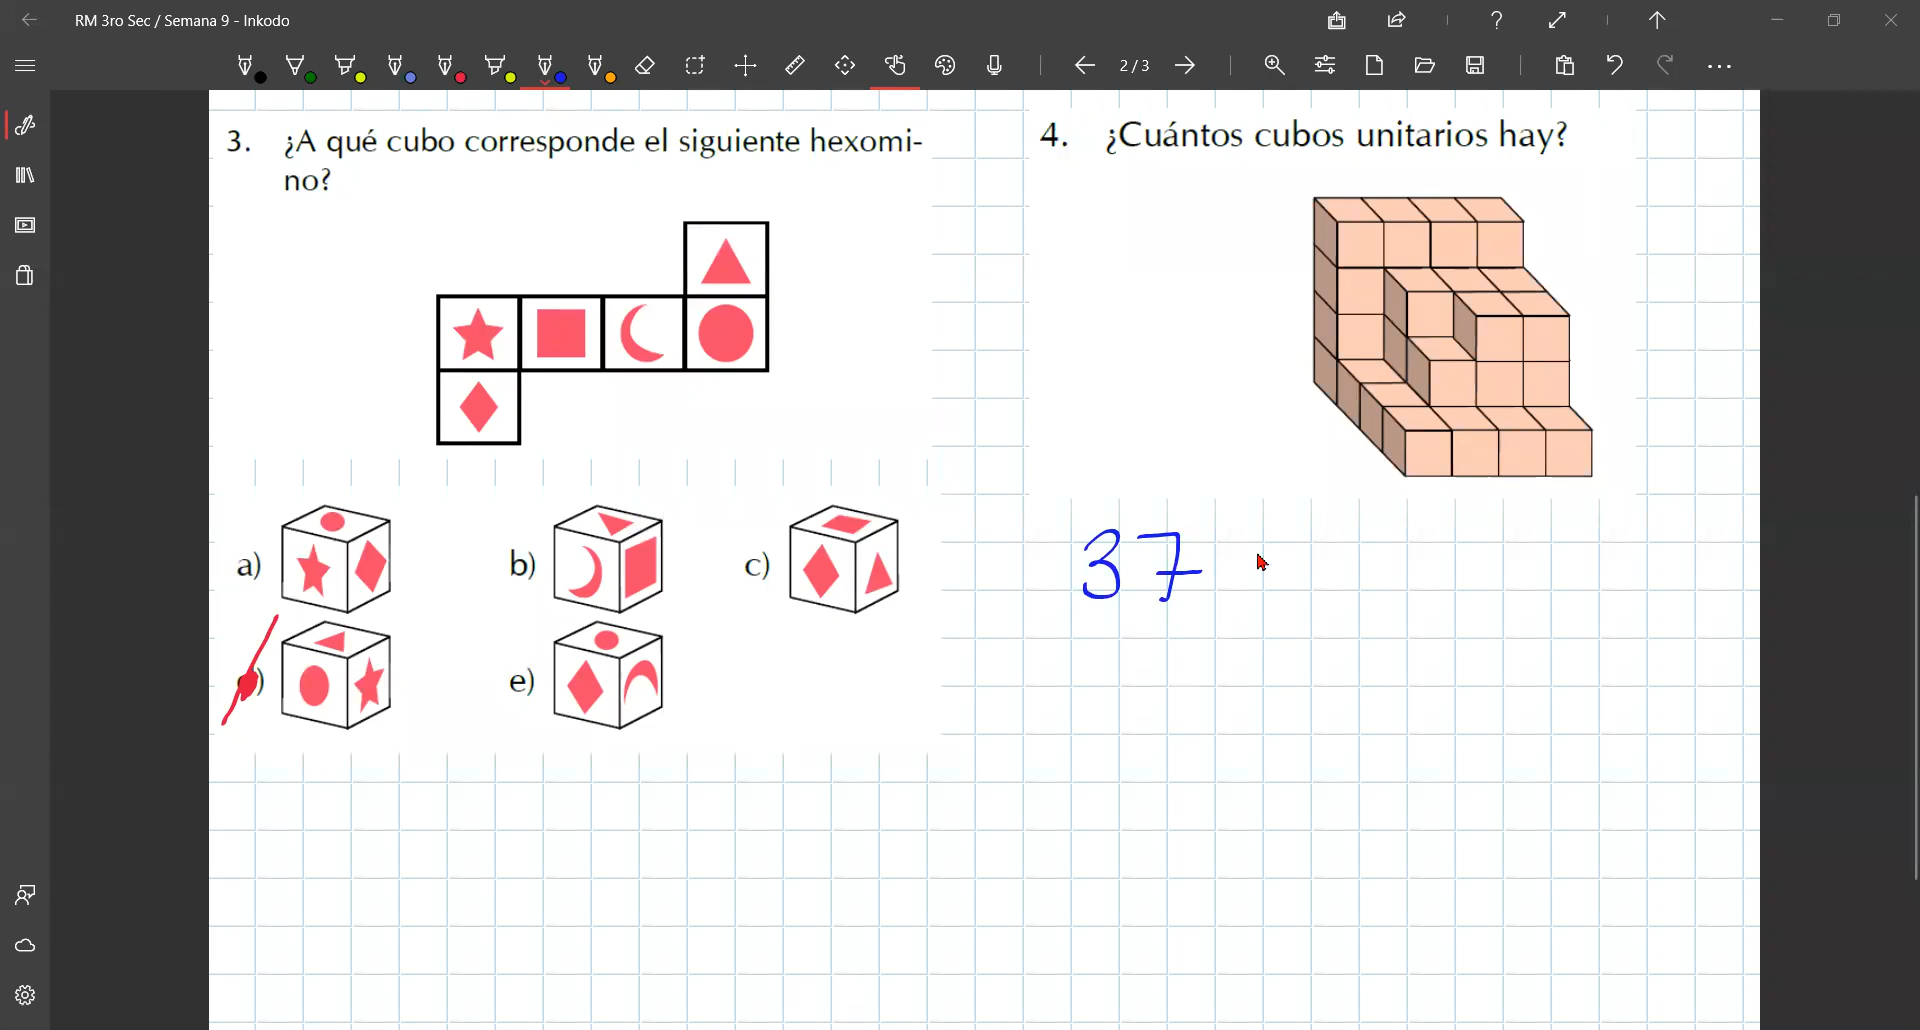 RM 3ro Sec / Semana 9 - Inkodo
2 / 3
3. ¿A qué cubo corresponde el siguiente hexomi-
no?
a)
b)
c)
e)
4. ¿Cuántos cubos unitarios hay?
37